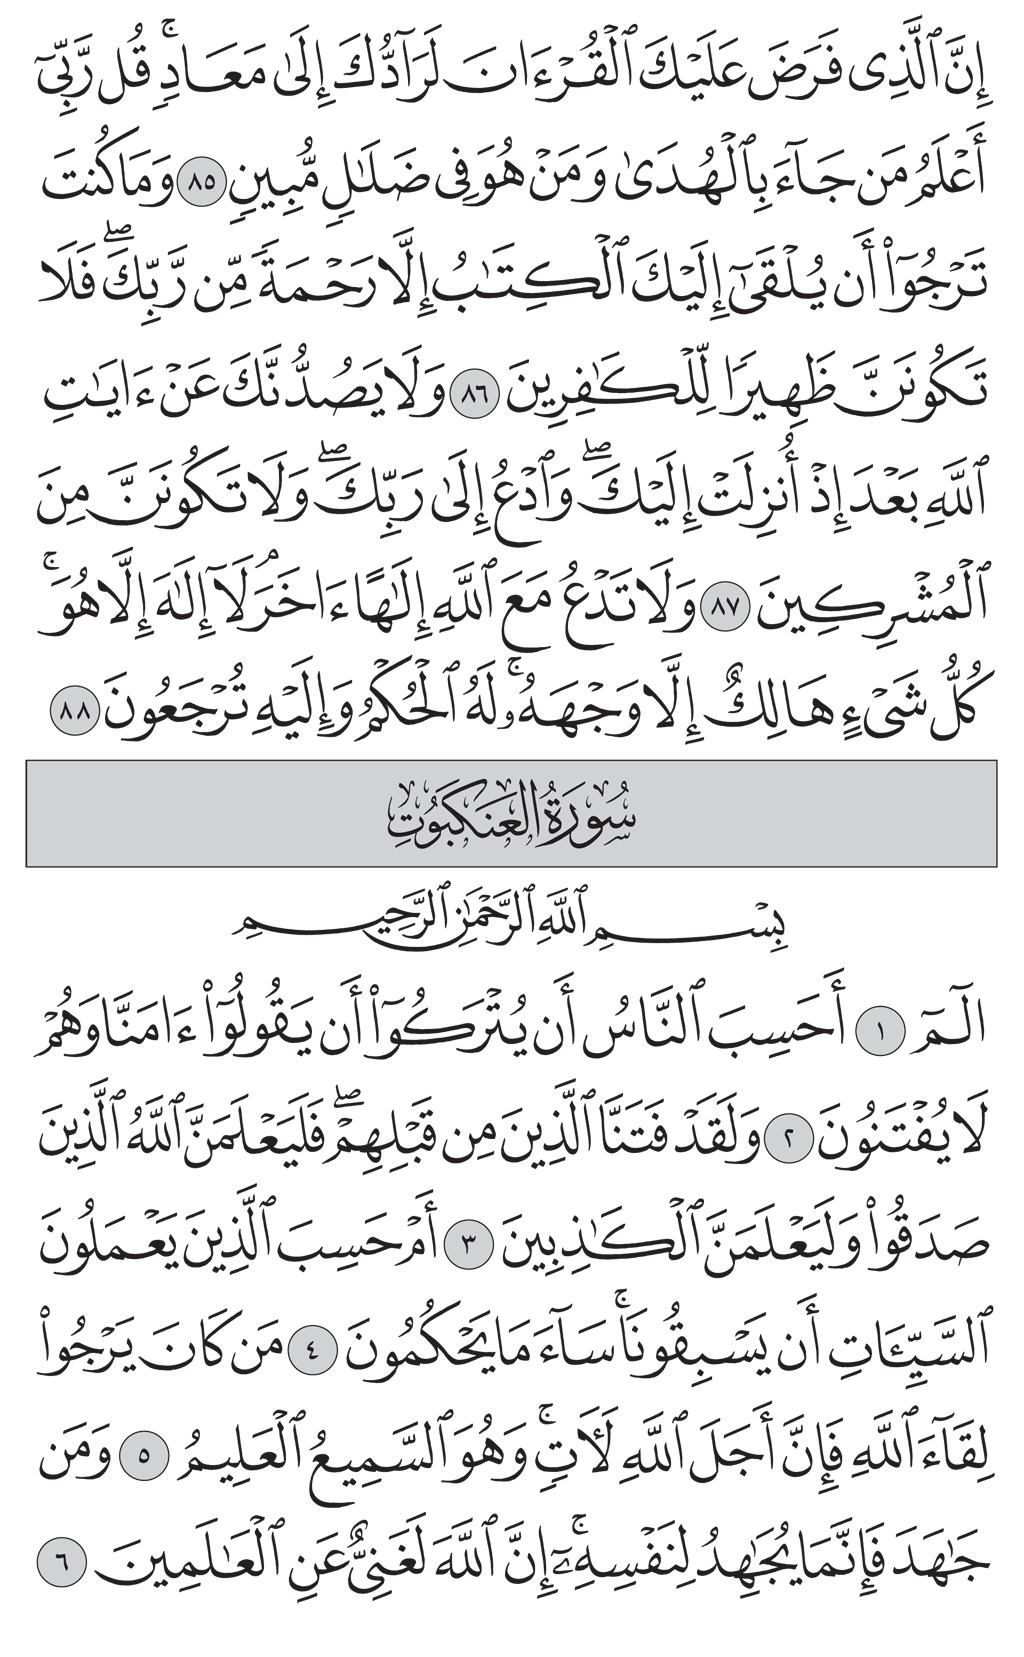 إِنَّ ٱلَّذِى فَرَضَ عَلَيْكَ ٱلْقُرْءَانَ لَرَآدُّكَ إِلَىٰ مَعَادٍۚ قُل رَّبِّىٓ
أَعْلَمُ مَن جَآءَ بِٱلْهُدَىٰ وَمَنْ هُوَ فِى ضَلَٰلٍ مُّبِينٍ ٨٥ وَمَا كُنتَ
تَرْجُوٓا۟ أَن يُلْقَىٰٓ إِلَيْكَ ٱلْكِتَٰبُ إِلَّا رَحْمَةً مِّن رَّبِّكَۖ فَلَا
تَكُونَنَّ ظَهِيرًا لِّلْكَٰفِرِينَ ٨٦ وَلَا يَصُدُّنَّكَ عَنْ ءَايَٰتِ
ٱللَّهِ بَعْدَ إِذْ أُنزِلَتْ إِلَيْكَۖ وَٱدْعُ إِلَىٰ رَبِّكَۖ وَلَا تَكُونَنَّ مِنَ
ٱلْمُشْرِكِينَ ٨٧ وَلَا تَدْعُ مَعَ ٱللَّهِ إِلَٰهًا ءَاخَرَۘ لَآ إِلَٰهَ إِلَّا هُوَۚ
كُلُّ شَىْءٍ هَالِكٌ إِلَّا وَجْهَهُۥۚ لَهُ ٱلْحُكْمُ وَإِلَيْهِ تُرْجَعُونَ ٨٨
سُورَةُ العَنكَبُوتِ
بِسْمِ ٱللَّهِ ٱلرَّحْمَٰنِ ٱلرَّحِيمِ
الٓمٓ ١ أَحَسِبَ ٱلنَّاسُ أَن يُتْرَكُوٓا۟ أَن يَقُولُوٓا۟ ءَامَنَّا وَهُمْ
لَا يُفْتَنُونَ ٢ وَلَقَدْ فَتَنَّا ٱلَّذِينَ مِن قَبْلِهِمْۖ فَلَيَعْلَمَنَّ ٱللَّهُ ٱلَّذِينَ
صَدَقُوا۟ وَلَيَعْلَمَنَّ ٱلْكَٰذِبِينَ ٣ أَمْ حَسِبَ ٱلَّذِينَ يَعْمَلُونَ
ٱلسَّيِّـَٔاتِ أَن يَسْبِقُونَاۚ سَآءَ مَا يَحْكُمُونَ ٤ مَن كَانَ يَرْجُوا۟
لِقَآءَ ٱللَّهِ فَإِنَّ أَجَلَ ٱللَّهِ لَـَٔاتٍۚ وَهُوَ ٱلسَّمِيعُ ٱلْعَلِيمُ ٥ وَمَن
جَٰهَدَ فَإِنَّمَا يُجَٰهِدُ لِنَفْسِهِۦٓۚ إِنَّ ٱللَّهَ لَغَنِىٌّ عَنِ ٱلْعَٰلَمِينَ ٦